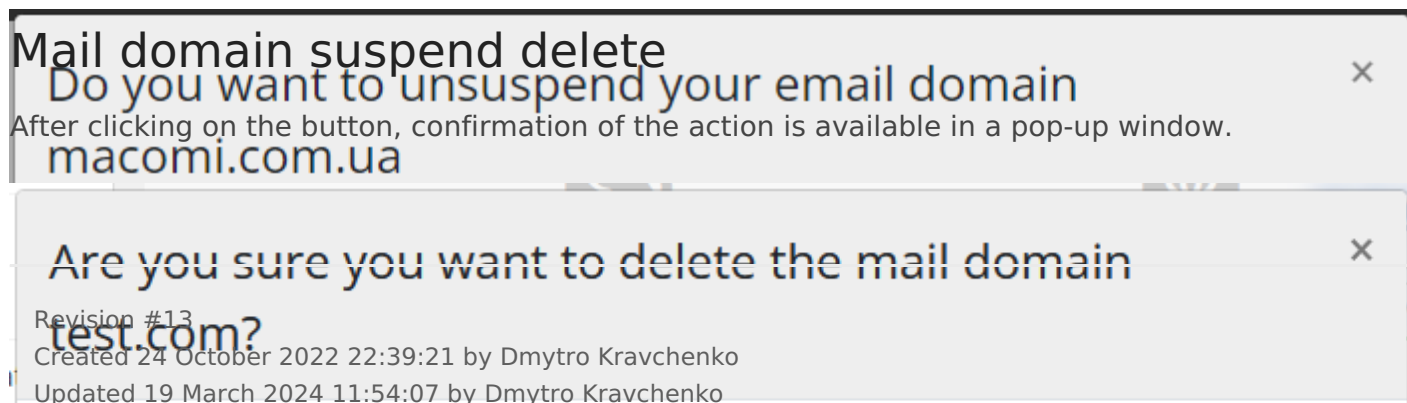 Mail domain suspend delete
Do you want to unsuspend your email domain
After clicking on the button, confirmation of the action is available in a pop-up window.
macomi.com.ua
Are you sure you want to delete the mail domain
Revision #13
test.com?
Created 24 October 2022 22:39:21 by Dmytro Kravchenko
Updated 19 March 2024 11:54:07 by Dmytro Kravchenko